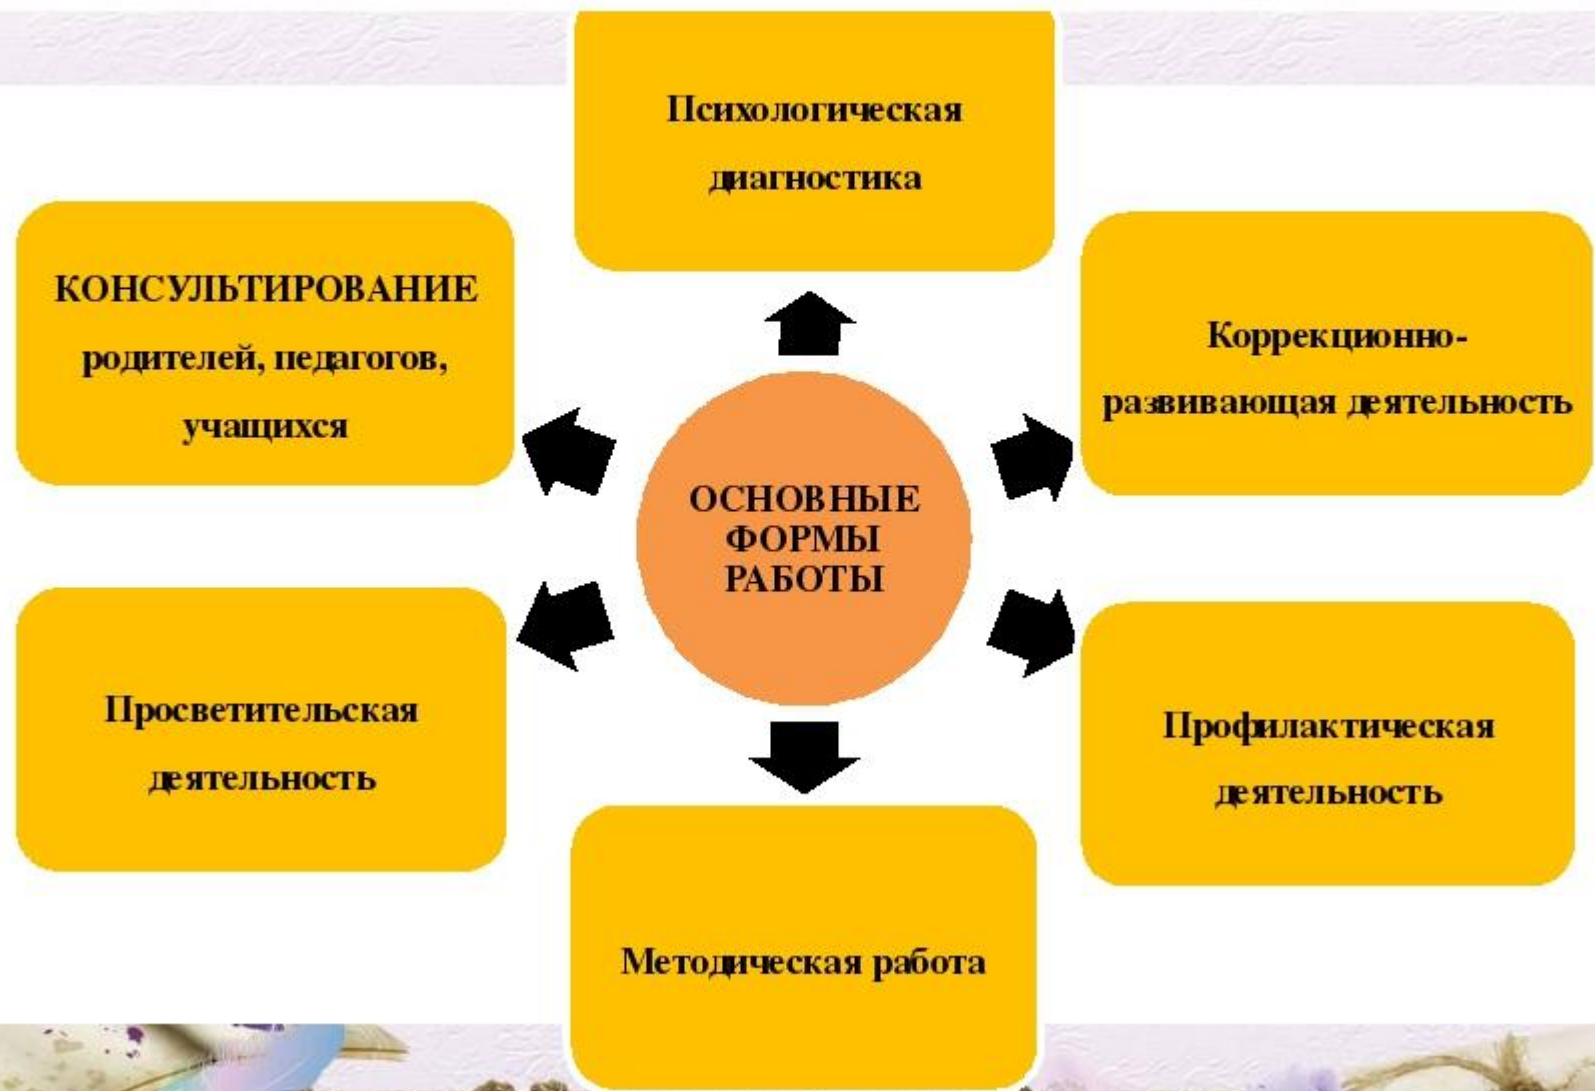 Психологическая
диагностика
КОНСУЛЬТИРОВАНИЕ
родителей, педагогов,
учащихся
Коррекционно-
развивающая деятельность
ОСНОВНЫЕ
ФОРМЫ
РАБОТЫ
Просветительская
деятельность
Профилактическая
деятельность
Методическая работа